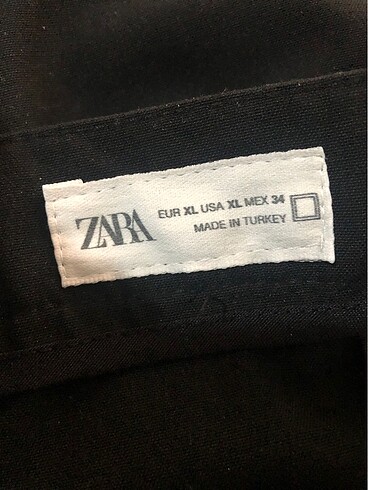 ZARA
EUR XL USA XL MEX 34
MADE IN TURKEY